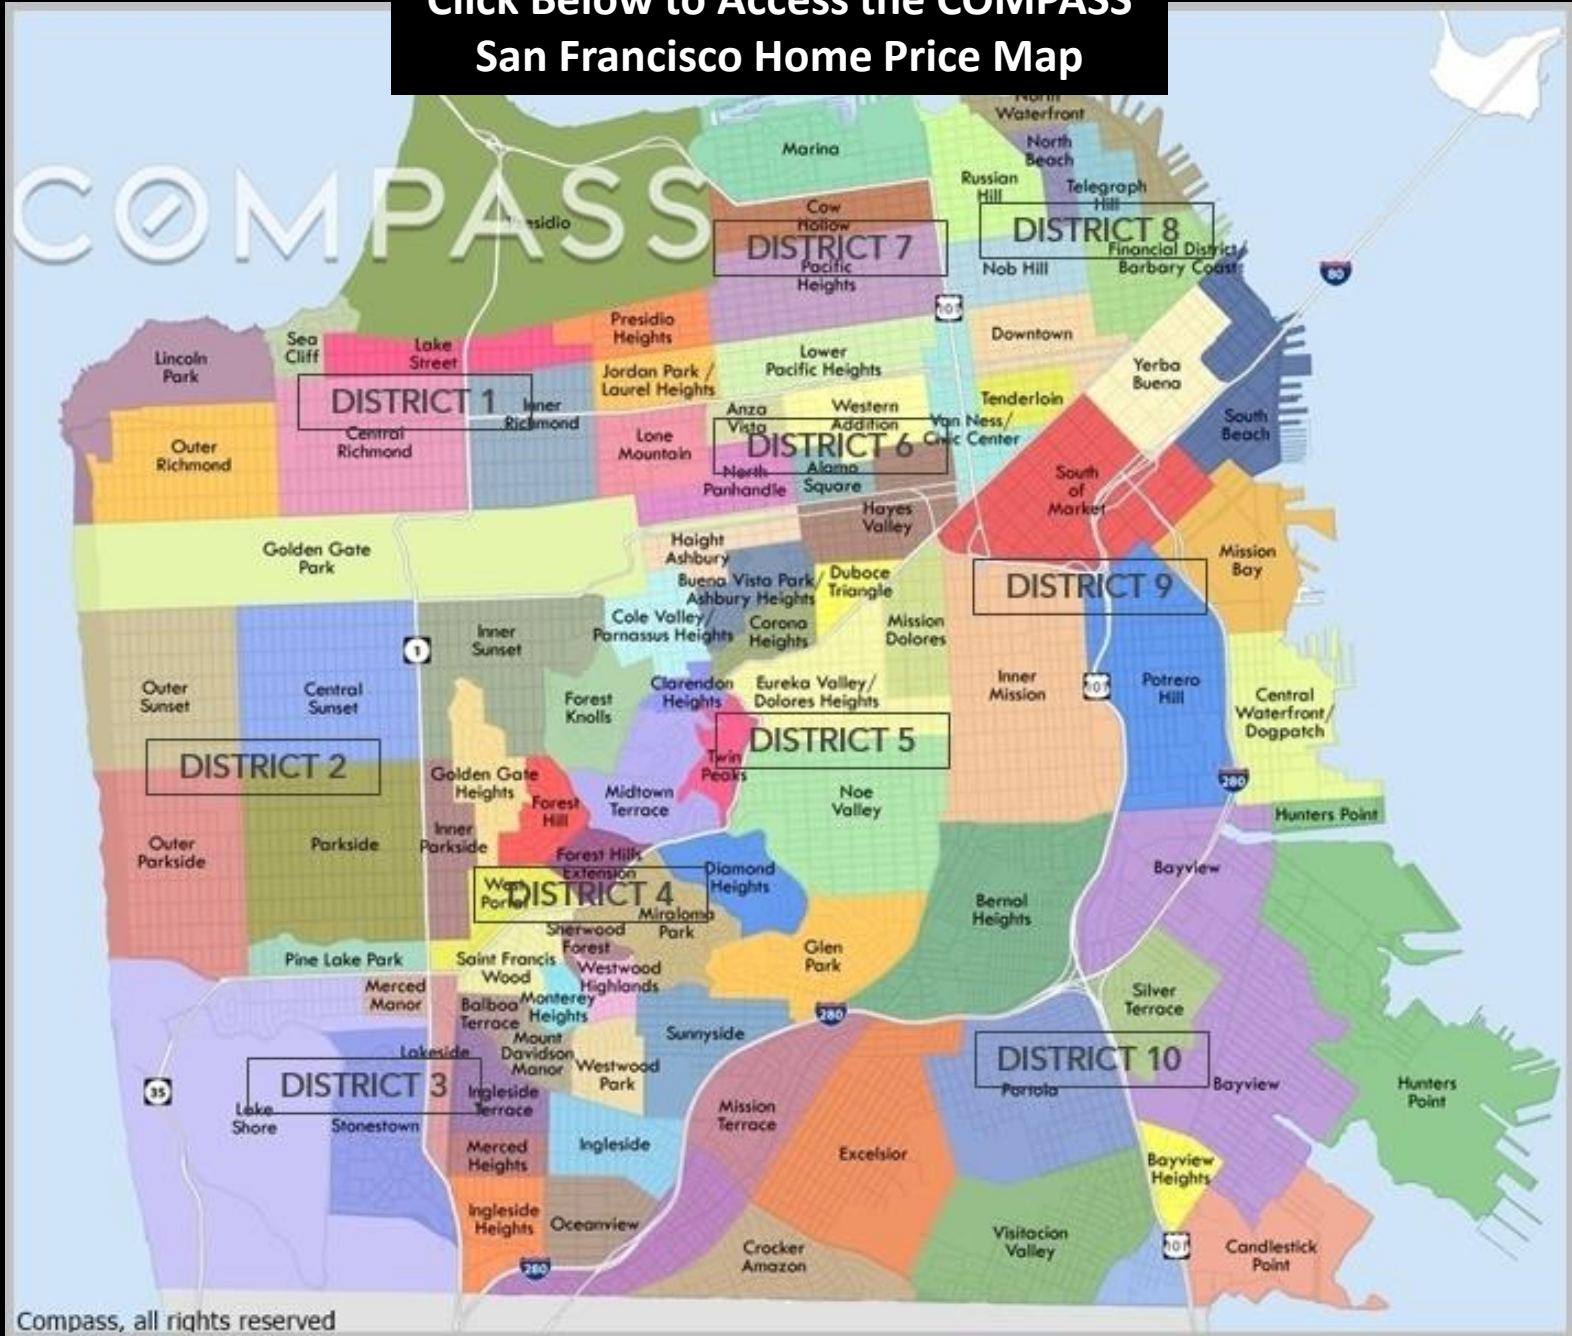 Click Below to Access the COMPASS
San Francisco Home Price Map
COMPASS
North
Waterfront
Marina
North
Beach
Russian
Hill
Telegraph
Hill
Presidio
Cow
Hollow
DISTRICT 7
DISTRICT 8
Pacific
Heights
Nob Hill
Financial District/
Barbary Coast
80
101
Presidio
Heights
Sea
Cliff
Lake
Street
Lincoln
Park
Downtown
Lower
Pacific Heights
Yerba
Buena
Jordan Park /
Laurel Heights
DISTRICT 1
Inner
Richmond
Tenderloin
Anza
Vista
Western
Addition
Van Ness/
Civic Center
South
Beach
Outer
Richmond
Central
Richmond
Lone
Mountain
DISTRICT 6
North
Panhandle
Alamo
Square
South
of
Market
Hayes
Valley
Golden Gate
Park
Haight
Ashbury
Mission
Bay
Buena Vista Park/
Ashbury Heights
Duboce
Triangle
DISTRICT 9
Cole Valley/
Parnassus Heights
Corona
Heights
Mission
Dolores
Inner
Sunset
1
Outer
Sunset
Central
Sunset
Forest
Knolls
Clarendon
Heights
Eureka Valley/
Dolores Heights
Inner
Mission
101
Potrero
Hill
Central
Waterfront/
Dogpatch
DISTRICT 2
DISTRICT 5
Twin
Peaks
Golden Gate
Heights
Midtown
Terrace
Noe
Valley
280
Forest
Hill
Hunters Point
Outer
Parkside
Parkside
Inner
Parkside
Forest Hills
Extension
Diamond
Heights
Bayview
West
Portal
DISTRICT 4
Miraloma
Park
Bernal
Heights
Sherwood
Forest
Glen
Park
Pine Lake Park
Saint Francis
Wood
Westwood
Highlands
Merced
Manor
Balboa
Terrace
Monterey
Heights
Silver
Terrace
280
Sunnyside
Mount
Davidson
Manor
Lakeside
Westwood
Park
DISTRICT 3
DISTRICT 10
Portola
35
Lake
Shore
Stonestown
Ingleside
Terrace
Mission
Terrace
Bayview
Hunters
Point
Merced
Heights
Ingleside
Excelsior
Bayview
Heights
Ingleside
Heights
Oceanview
Visitacion
Valley
Crocker
Amazon
101
Candlestick
Point
280
Compass, all rights reserved